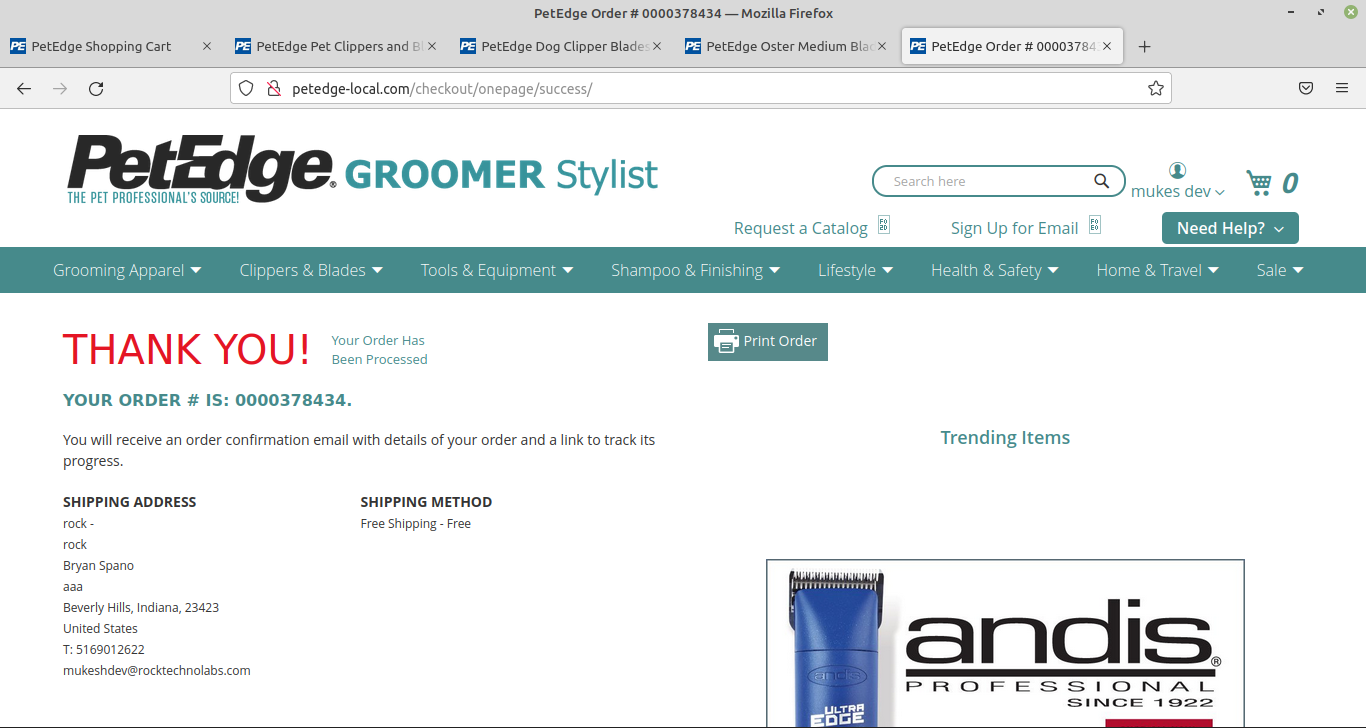 PetEdge Order # 0000378434 — Mozilla Firefox
PE PetEdge Shopping Cart
PE PetEdge Pet Clippers and Bl
PE PetEdge Dog Clipper Blades
PE PetEdge Oster Medium Blad
PE PetEdge Order # 00003784
petedge-local.com/checkout/onepage/success/
PetEdge® GROOMER Stylist
THE PET PROFESSIONAL'S SOURCE!
Search here
mukes dev
0
Request a Catalog
Sign Up for Email
Need Help?
Grooming Apparel
Clippers & Blades
Tools & Equipment
Shampoo & Finishing
Lifestyle
Health & Safety
Home & Travel
Sale
THANK YOU!
Your Order Has
Been Processed
Print Order
YOUR ORDER # IS: 0000378434.
You will receive an order confirmation email with details of your order and a link to track its
progress.
Trending Items
SHIPPING ADDRESS
rock -
rock
Bryan Spano
aaa
Beverly Hills, Indiana, 23423
United States
T: 5169012622
mukeshdev@rocktechnolabs.com
SHIPPING METHOD
Free Shipping - Free
andis
ULTRA
EDGE
andis®
PROFESSIONAL
SINCE 1922